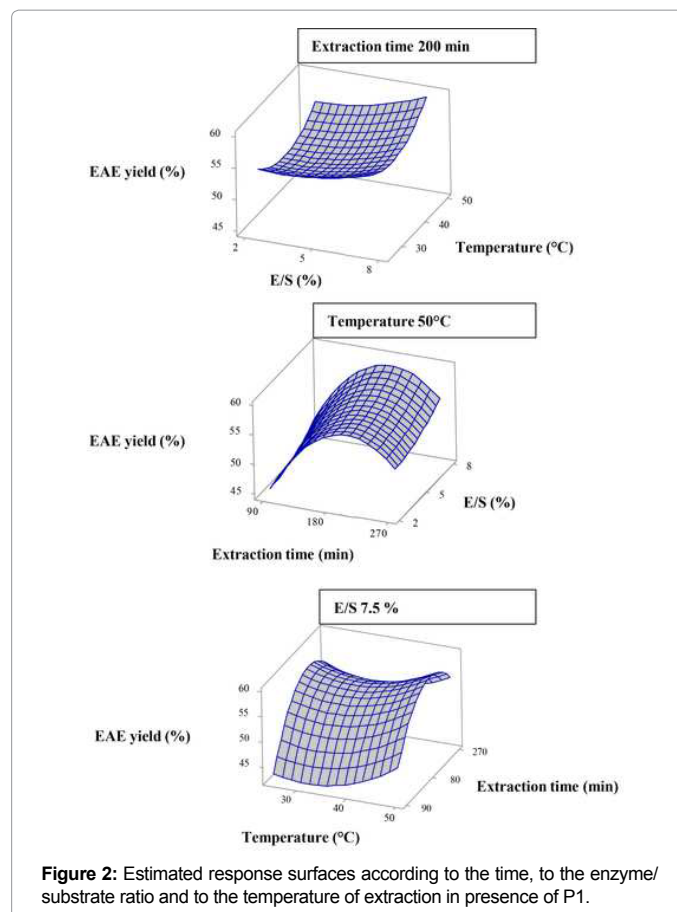 Extraction time 200 min
60
55
50
45
EAE yield (%)
2
5
8
E/S (%)
30
40
50
Temperature (°C)
Temperature 50°C
60
55
50
45
EAE yield (%)
90
180
270
Extraction time (min)
2
5
8
E/S (%)
E/S 7.5 %
60
55
50
45
EAE yield (%)
30
40
50
Temperature (°C)
90
80
270
Extraction time (min)
Figure 2: Estimated response surfaces according to the time, to the enzyme/
substrate ratio and to the temperature of extraction in presence of P1.